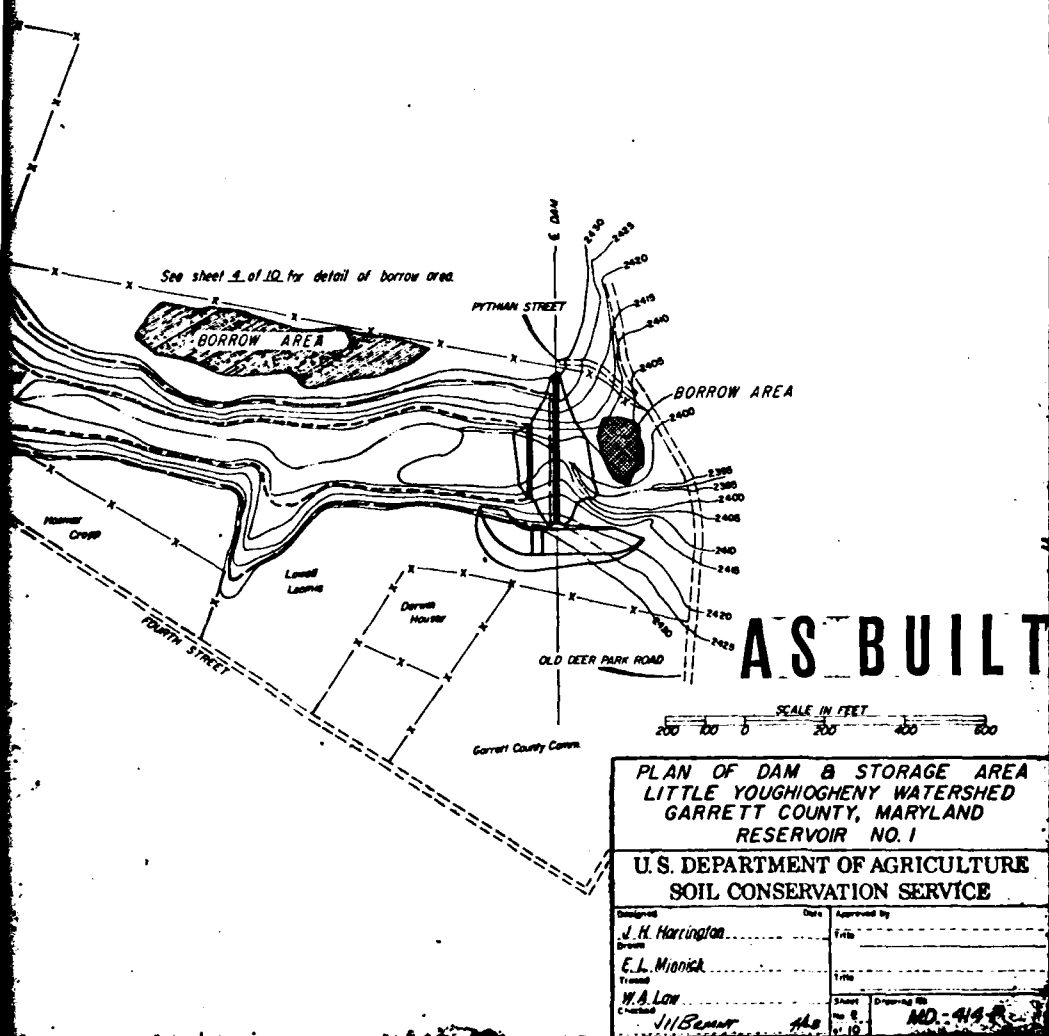 ℄ DAM
2430
2425
2420
2415
2410
2405
2400
See sheet 4 of 10 for detail of borrow area.
PYTHIAN STREET
BORROW AREA
BORROW AREA
2395
2395
2400
2405
2410
2415
2420
2425
2430
Lowell
Loomis
Houser
FOURTH STREET
OLD DEER PARK ROAD
Garrett County Comm.
AS BUILT
SCALE IN FEET
200 100 0 200 400 600
PLAN OF DAM & STORAGE AREA
LITTLE YOUGHIOGHENY WATERSHED
GARRETT COUNTY, MARYLAND
RESERVOIR NO. 1
U.S. DEPARTMENT OF AGRICULTURE
SOIL CONSERVATION SERVICE
Designed Date
J. H. Harrington
Drawn
E. L. Minnick
Traced
W. A. Law
Checked
Approved by
Title
Title
Sheet
No 2
of 10
Drawing No
MD-414-P